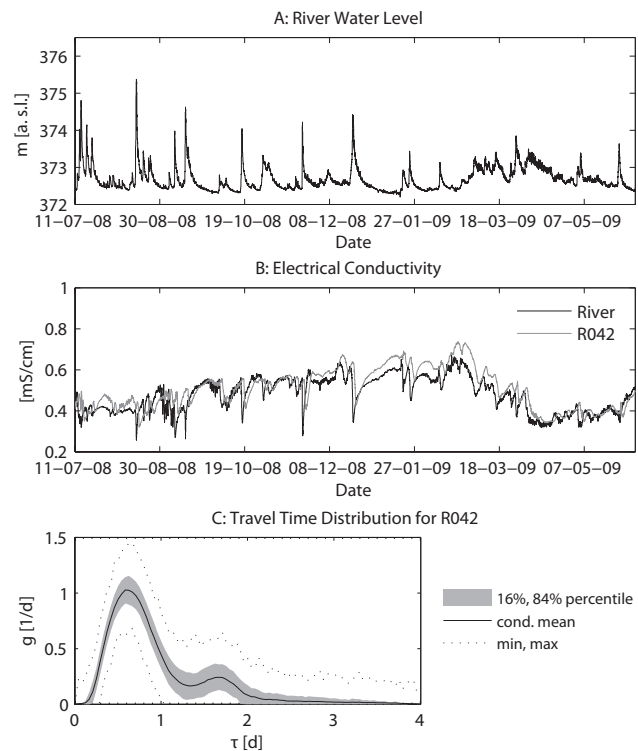 A: River Water Level
376
375
374
373
372
m [a. s.l.]
11–07–08 30–08–08 19–10–08 08–12–08 27–01–09 18–03–09 07–05–09
Date
B: Electrical Conductivity
1
0.8
0.6
0.4
0.2
[mS/cm]
River
R042
11–07–08 30–08–08 19–10–08 08–12–08 27–01–09 18–03–09 07–05–09
Date
C: Travel Time Distribution for R042
1.5
1
0.5
0
g [1/d]
16%, 84% percentile
cond. mean
min, max
0 1 2 3 4
τ [d]